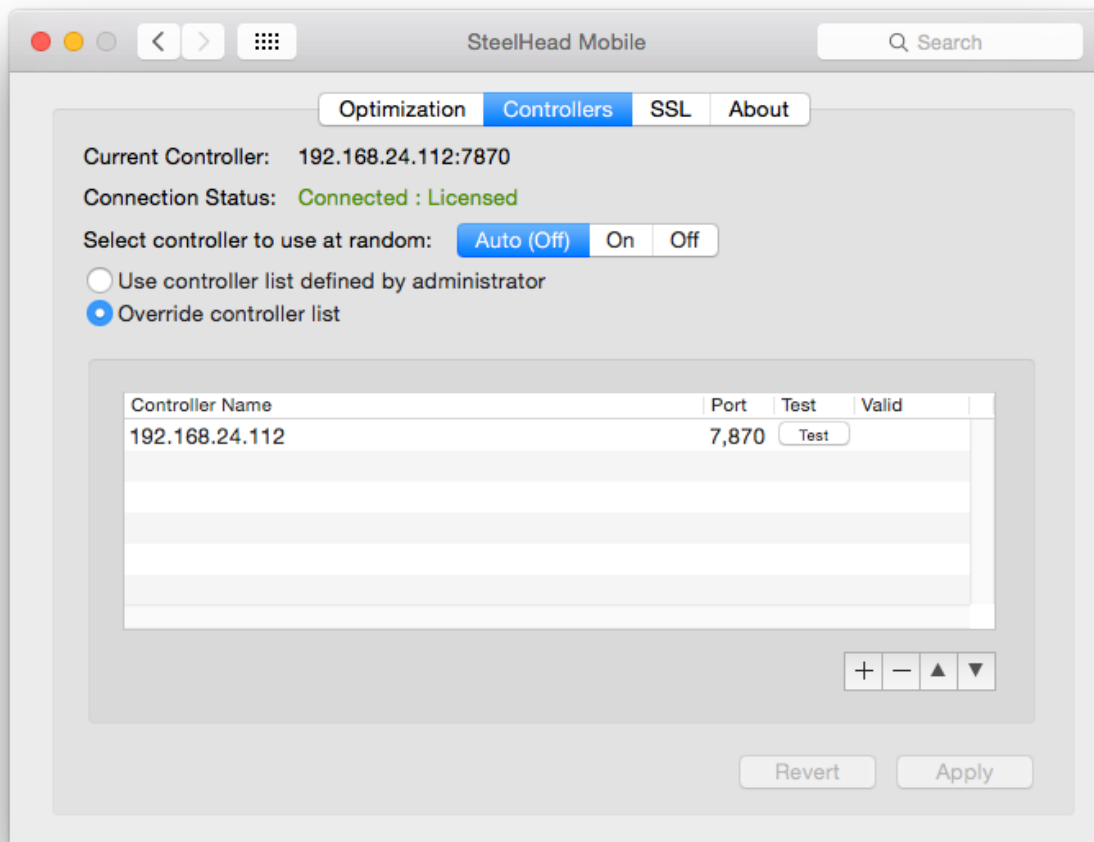 SteelHead Mobile
Search
Optimization Controllers SSL About
Current Controller: 192.168.24.112:7870
Connection Status: Connected : Licensed
Select controller to use at random: Auto (Off) On Off
Use controller list defined by administrator
Override controller list
Controller Name Port Test Valid
192.168.24.112 7,870 Test
Revert Apply